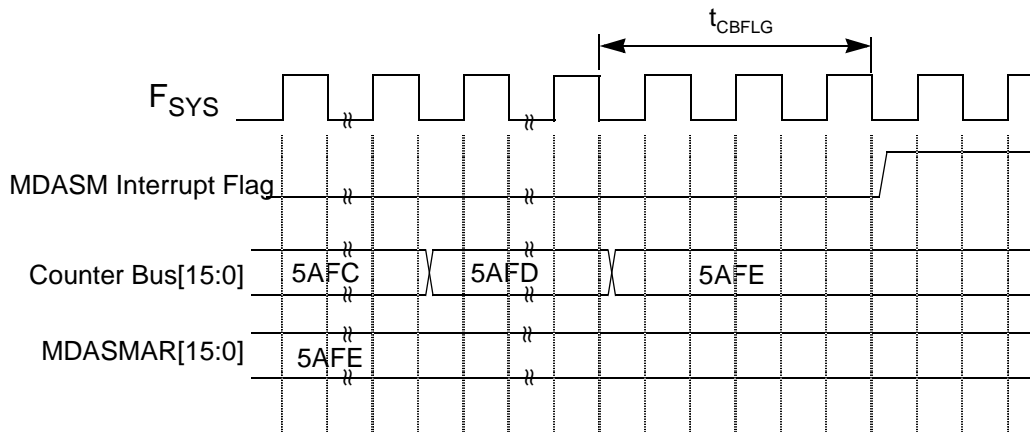 tCBFLG
FSYS
MDASM Interrupt Flag
Counter Bus[15:0]
5AFC
5AFD
5AFE
MDASMAR[15:0]
5AFE